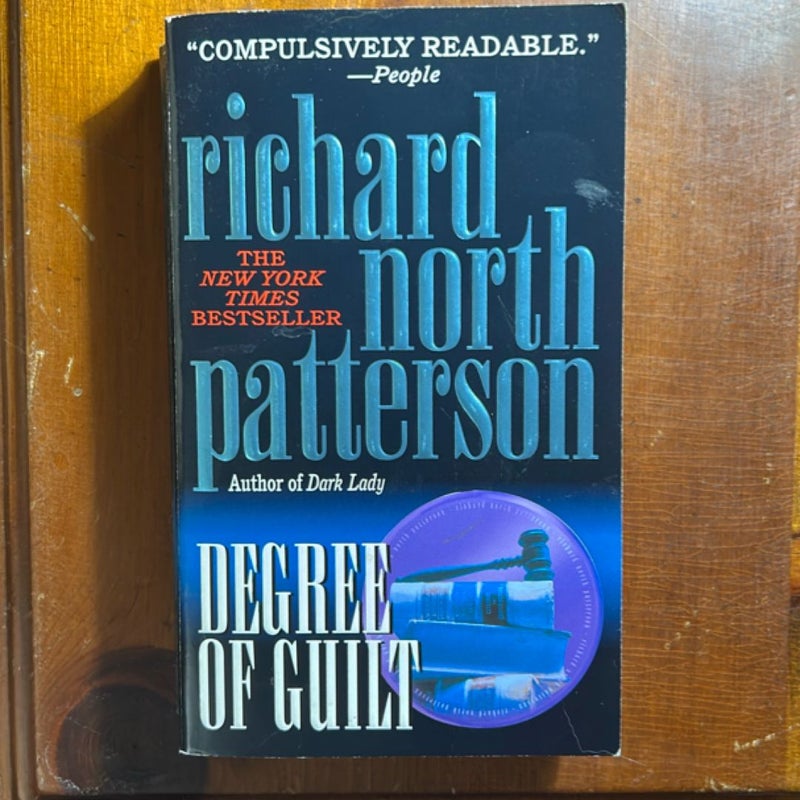 “COMPULSIVELY READABLE.”
—People
richard
north
patterson
THE
NEW YORK
TIMES
BESTSELLER
Author of Dark Lady
DEGREE
OF GUILT